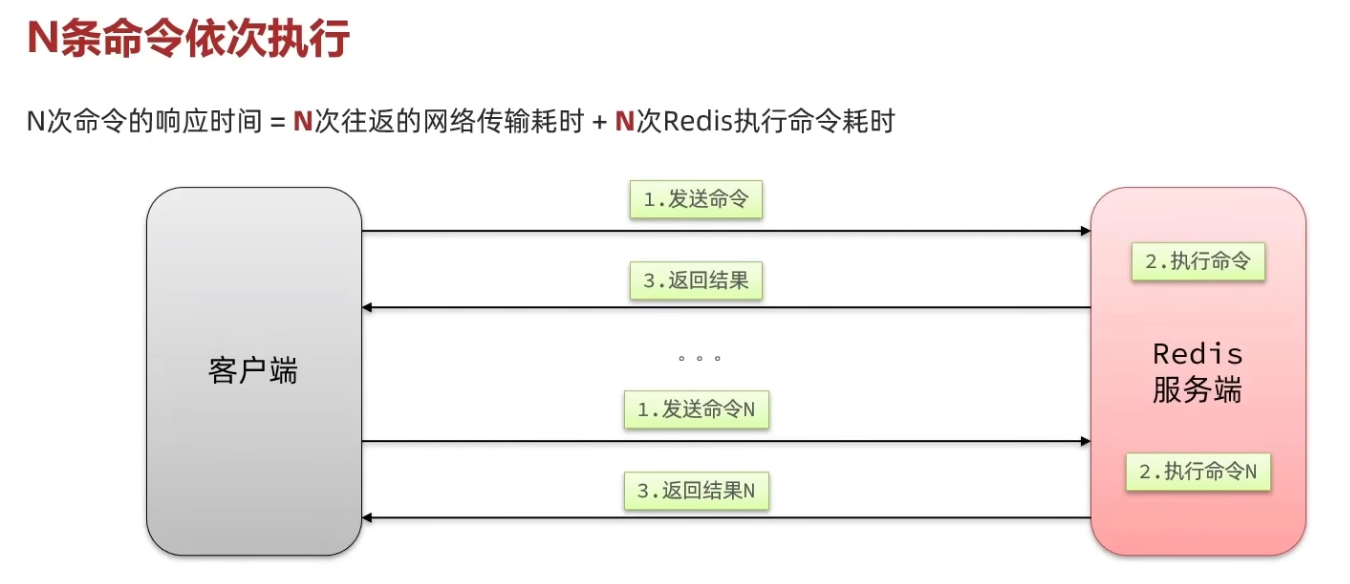 N条命令依次执行
N次命令的响应时间 = N次往返的网络传输耗时 + N次Redis执行命令耗时
1.发送命令
2.执行命令
3.返回结果
客户端
。。。
Redis
服务端
1.发送命令N
2.执行命令N
3.返回结果N